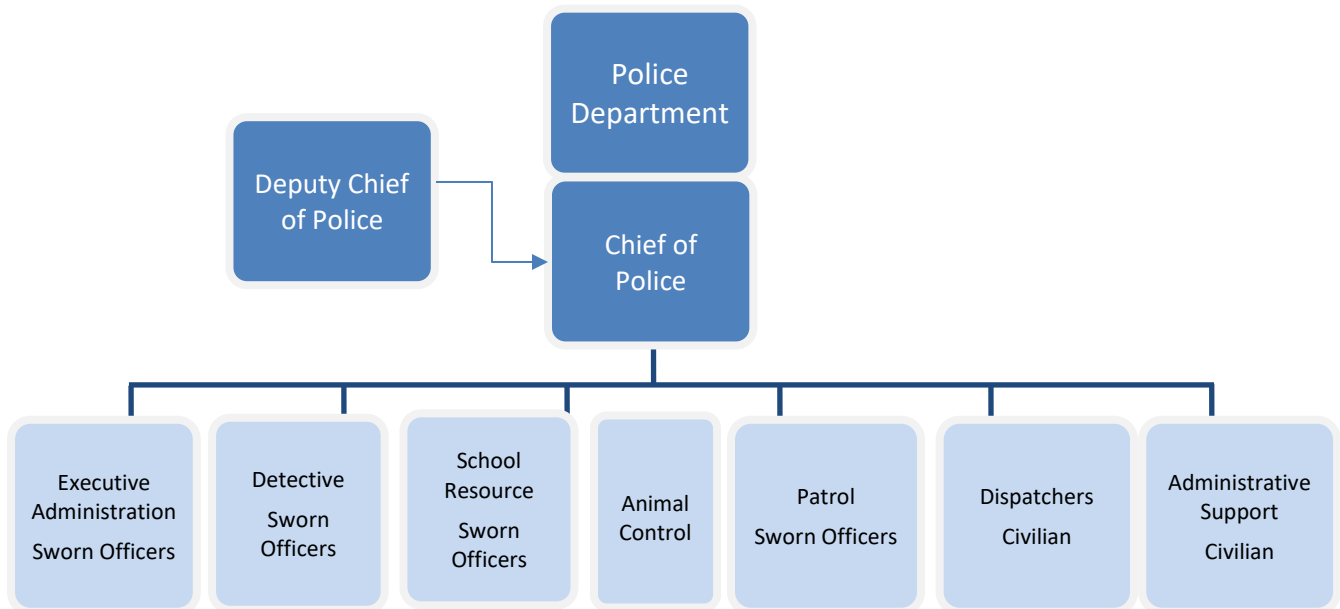 Police
Department
Deputy Chief
of Police
Chief of
Police
Executive
Administration
Sworn Officers
Detective
Sworn
Officers
School
Resource
Sworn
Officers
Animal
Control
Patrol
Sworn Officers
Dispatchers
Civilian
Administrative
Support
Civilian